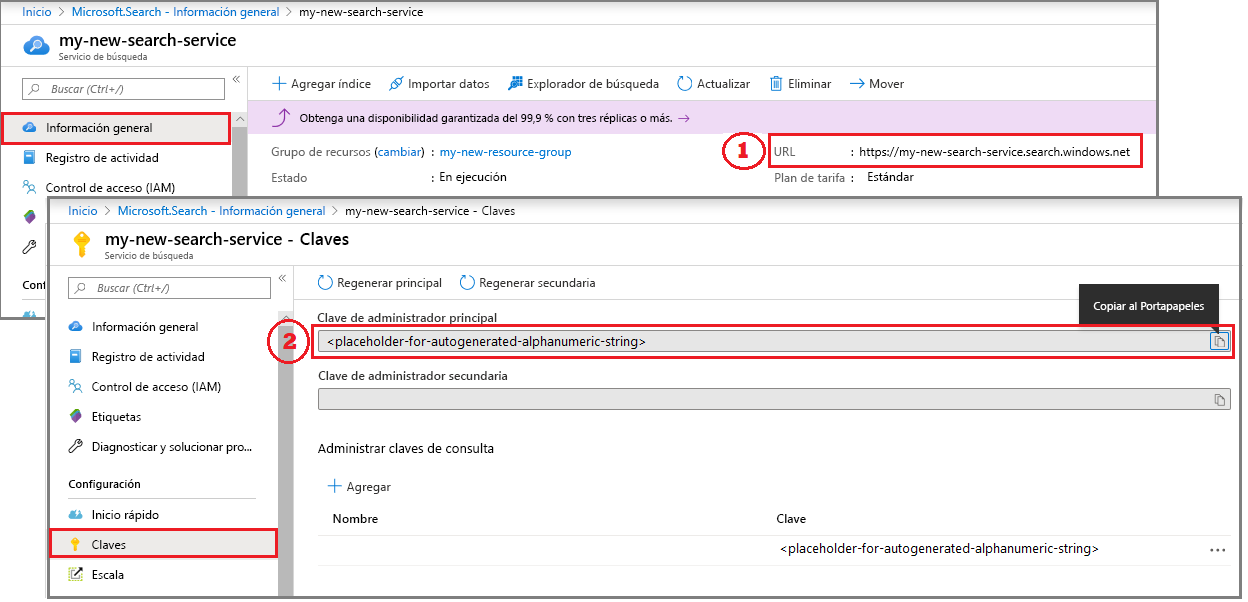 Inicio > Microsoft.Search - Información general > my-new-search-service
my-new-search-service
Servicio de búsqueda
Buscar (Ctrl+/) «
Agregar índice Importar datos Explorador de búsqueda Actualizar Eliminar Mover
Obtenga una disponibilidad garantizada del 99,9 % con tres réplicas o más. →
Información general
Registro de actividad
Control de acceso (IAM)
Conf
Grupo de recursos (cambiar) : my-new-resource-group
Estado : En ejecución
1
URL : https://my-new-search-service.search.windows.net
Plan de tarifa : Estándar
Inicio > Microsoft.Search - Información general > my-new-search-service - Claves
my-new-search-service - Claves
Servicio de búsqueda
Buscar (Ctrl+/) «
Información general
Registro de actividad
Control de acceso (IAM)
Etiquetas
Diagnosticar y solucionar pro...
Configuración
Inicio rápido
Claves
Escala
Regenerar principal Regenerar secundaria
Copiar al Portapapeles
Clave de administrador principal
2
<placeholder-for-autogenerated-alphanumeric-string>
Clave de administrador secundaria
Administrar claves de consulta
Agregar
Nombre Clave
<placeholder-for-autogenerated-alphanumeric-string> ...